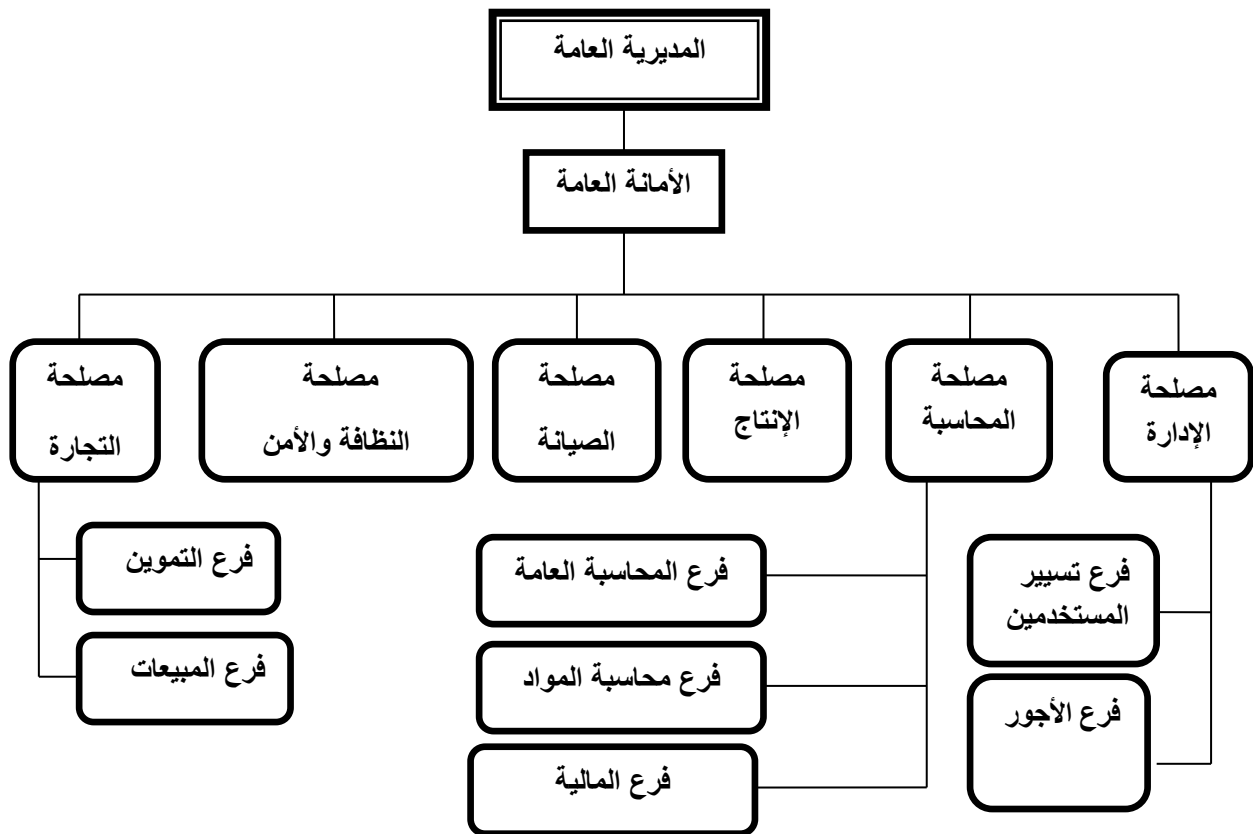 المديرية العامة
الأمانة العامة
مصلحة
الإدارة
مصلحة
المحاسبة
مصلحة
الإنتاج
مصلحة
الصيانة
مصلحة
النظافة والأمن
مصلحة
التجارة
فرع تسيير
المستخدمين
فرع الأجور
فرع المحاسبة العامة
فرع محاسبة المواد
فرع المالية
فرع التموين
فرع المبيعات